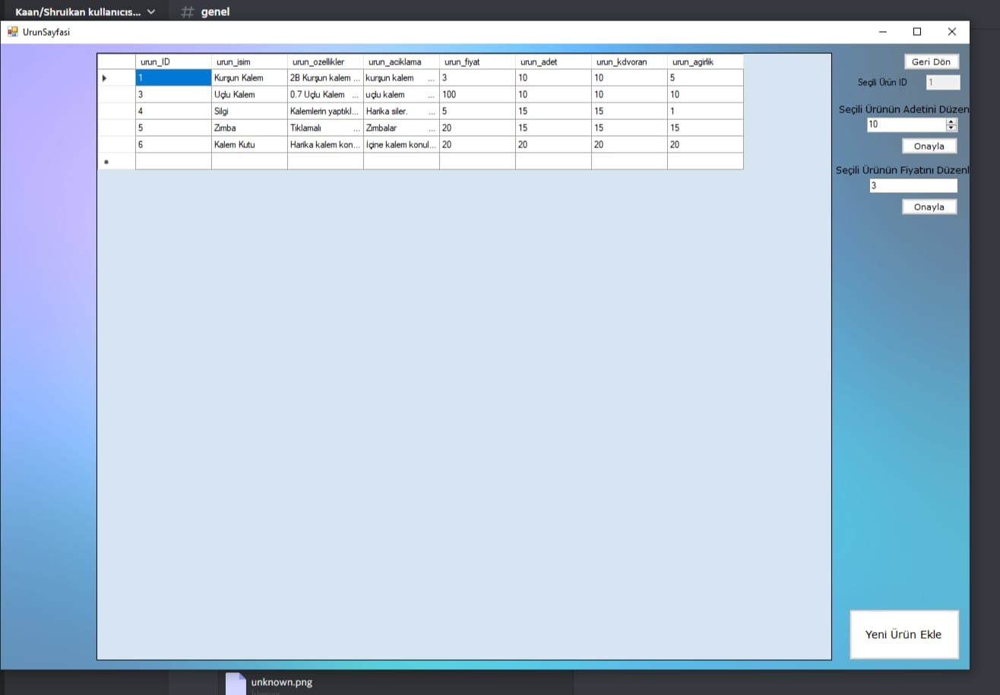 Kaan/Shruikan kullanıcıs... # genel
UrunSayfasi
urun_ID urun_isim urun_ozellikler urun_aciklama urun_fiyat urun_adet urun_kdvoran urun_agirlik
1 Kurşun Kalem 2B Kurşun kalem ... kurşun kalem ... 3 10 10 5
3 Uçlu Kalem 0.7 Uçlu Kalem ... uçlu kalem ... 100 10 10 10
4 Silgi Kalemlerin yaptıkl... Harika siler. ... 5 15 15 1
5 Zımba Tıklamalı ... Zımbalar ... 20 15 15 15
6 Kalem Kutu Harika kalem kon... İçine kalem konul... 20 20 20 20
Geri Dön
Seçili Ürün ID 1
Seçili Ürünün Adetini Düzen
10
Onayla
Seçili Ürünün Fiyatını Düzenl
3
Onayla
Yeni Ürün Ekle
unknown.png